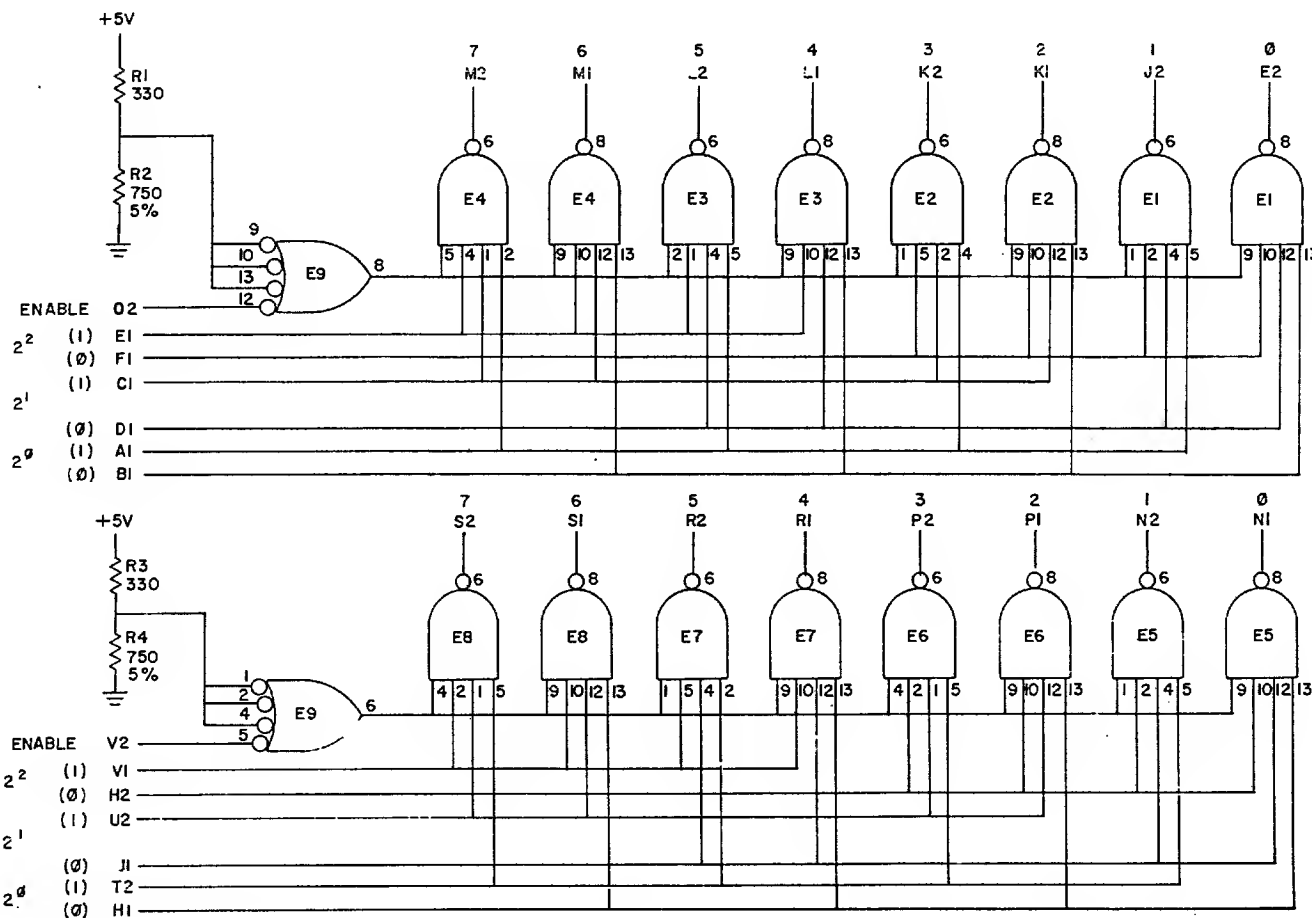 +5V
R1
330
R2
750
5%
7 6 5 4 3 2 1 Ø
M2 M1 L2 L1 K2 K1 J2 E2
6 8 6 8 6 8 6 8
E4 E4 E3 E3 E2 E2 E1 E1
9
10
13
12
E9
8
5 4 1 2 9 10 12 13 2 1 4 5 9 10 12 13 1 5 2 4 9 10 12 13 1 2 4 5 9 10 12 13
ENABLE 02
2² (1) E1
(Ø) F1
2¹ (1) C1
(Ø) D1
2Ø (1) A1
(Ø) B1
+5V
R3
330
R4
750
5%
7 6 5 4 3 2 1 Ø
S2 S1 R2 R1 P2 P1 N2 N1
6 8 6 8 6 8 6 8
E8 E8 E7 E7 E6 E6 E5 E5
1
2
4
5
E9
6
4 2 1 5 9 10 12 13 1 5 4 2 9 10 12 13 4 2 1 5 9 10 12 13 1 2 4 5 9 10 12 13
ENABLE V2
2² (1) V1
(Ø) H2
2¹ (1) U2
(Ø) J1
2Ø (1) T2
(Ø) H1